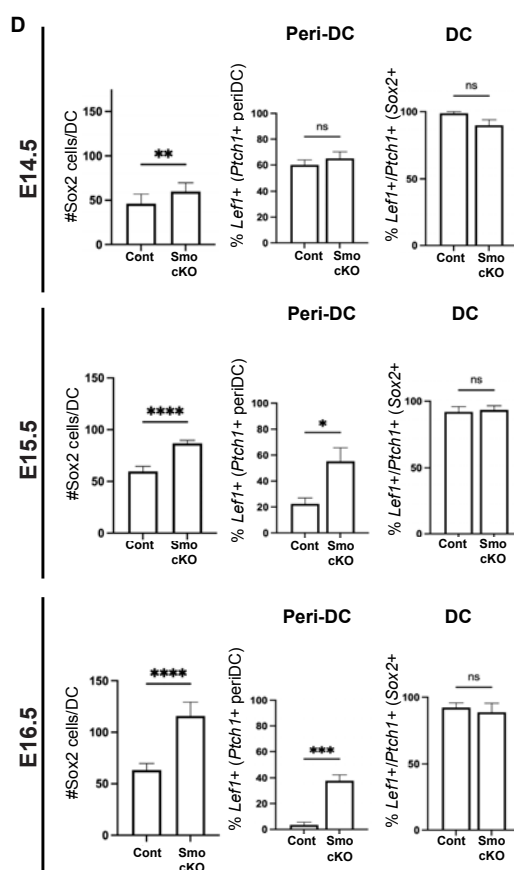 D
E14.5
#Sox2 cells/DC
150
100
50
0
**
Cont
Smo
cKO
Peri-DC
% Lef1+ (Ptch1+ periDC)
100
80
60
40
20
0
ns
Cont
Smo
cKO
DC
% Lef1+/Ptch1+ (Sox2+
100
50
0
ns
Cont
Smo
cKO
E15.5
#Sox2 cells/DC
150
100
50
0
****
Cont
Smo
cKO
Peri-DC
% Lef1+ (Ptch1+ periDC)
100
80
60
40
20
0
*
Cont
Smo
cKO
DC
% Lef1+/Ptch1+ (Sox2+
100
50
0
ns
Cont
Smo
cKO
E16.5
#Sox2 cells/DC
150
100
50
0
****
Cont
Smo
cKO
Peri-DC
% Lef1+ (Ptch1+ periDC)
100
80
60
40
20
0
***
Cont
Smo
cKO
DC
% Lef1+/Ptch1+ (Sox2+
100
50
0
ns
Cont
Smo
cKO